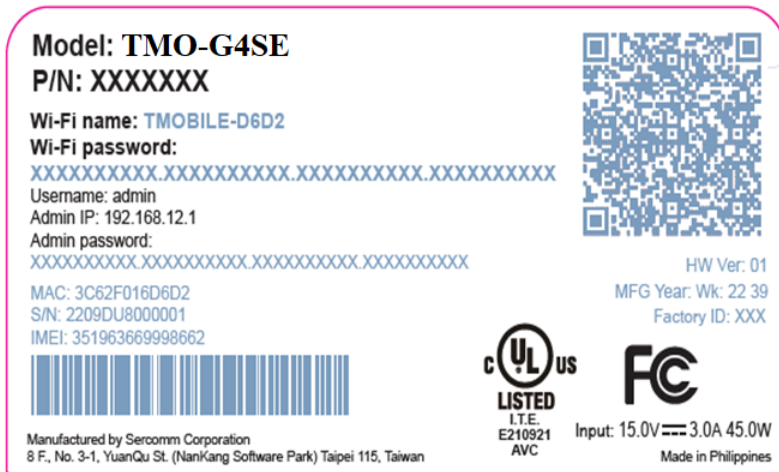 Model: TMO-G4SE
P/N: XXXXXXX
Wi-Fi name: TMOBILE-D6D2
Wi-Fi password:
XXXXXXXXXX.XXXXXXXXXX.XXXXXXXXXX.XXXXXXXXXX
Username: admin
Admin IP: 192.168.12.1
Admin password:
XXXXXXXXXX.XXXXXXXXXX.XXXXXXXXXX.XXXXXXXXXX
MAC: 3C62F016D6D2
S/N: 2209DU8000001
IMEI: 351963669998662
HW Ver: 01
MFG Year: Wk: 22 39
Factory ID: XXX
C UL US
LISTED
I.T.E.
E210921
AVC
FC
Input: 15.0V⎓3.0A 45.0W
Manufactured by Sercomm Corporation
8 F., No. 3-1, YuanQu St. (NanKang Software Park) Taipei 115, Taiwan
Made in Philippines